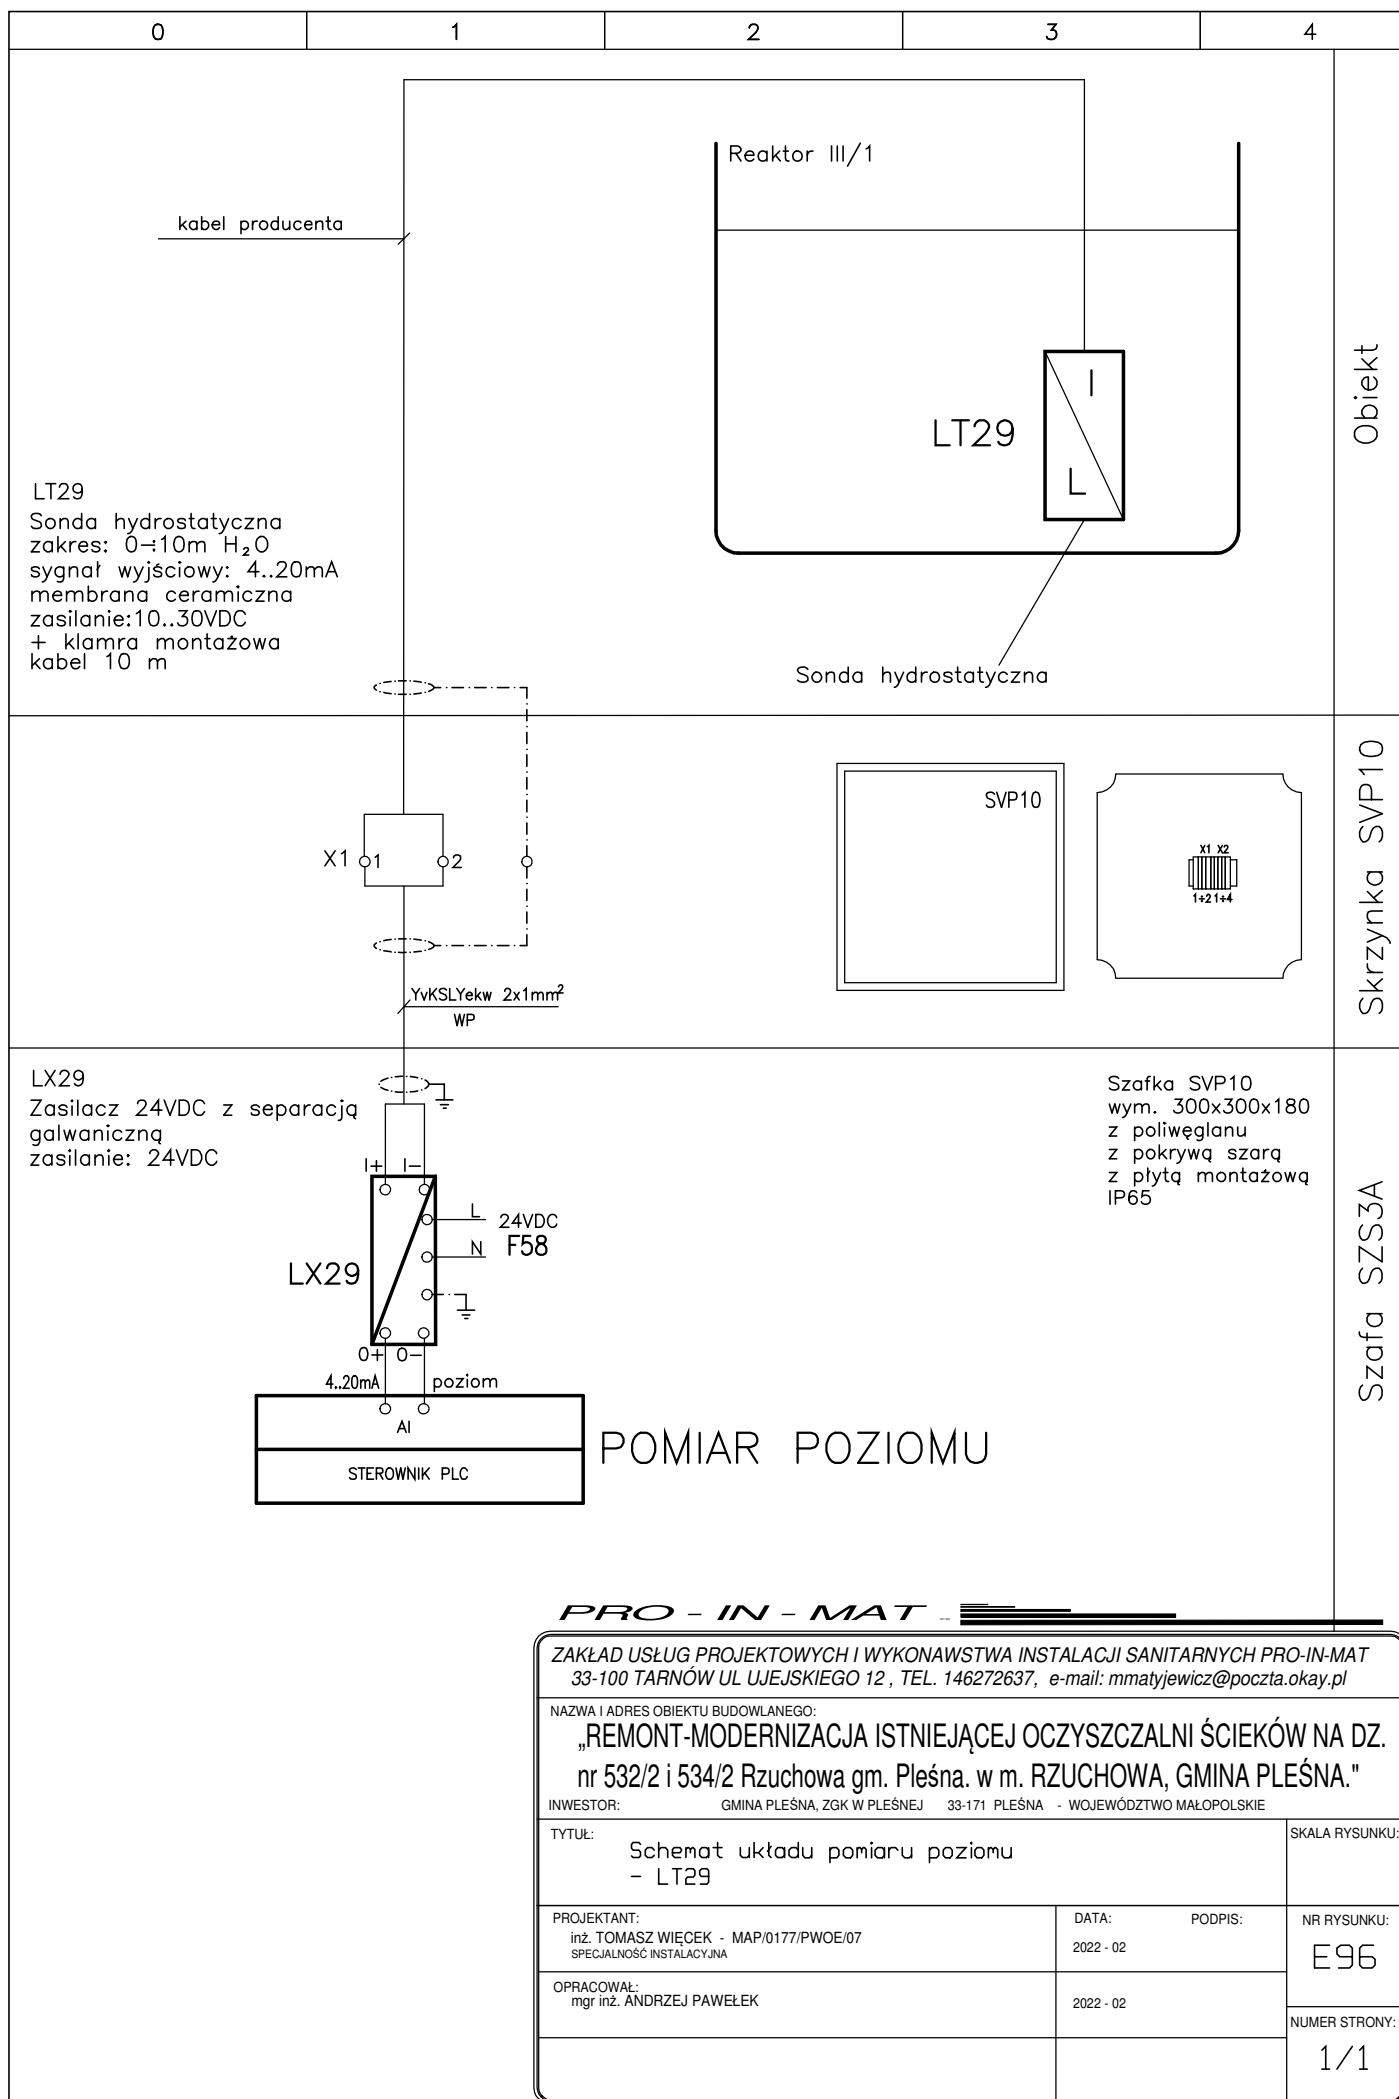 0 1 2 3 4
Reaktor III/1
kabel producenta
I
LT29
L
Obiekt
LT29
Sonda hydrostatyczna
zakres: 0÷10m H₂O
sygnał wyjściowy: 4..20mA
membrana ceramiczna
zasilanie:10..30VDC
+ klamra montażowa
kabel 10 m
Sonda hydrostatyczna
SVP10
X1 1 2
X1 X2
1÷2 1÷4
Skrzynka SVP10
YvKSLYekw 2x1mm²
WP
LX29
Zasilacz 24VDC z separacją
galwaniczną
zasilanie: 24VDC
Szafka SVP10
wym. 300x300x180
z poliwęglanu
z pokrywą szarą
z płytą montażową
IP65
I+ I-
L 24VDC
N F58
LX29
O+ O-
4..20mA poziom
AI
STEROWNIK PLC
POMIAR POZIOMU
Szafa SZS3A
PRO - IN - MAT
ZAKŁAD USŁUG PROJEKTOWYCH I WYKONAWSTWA INSTALACJI SANITARNYCH PRO-IN-MAT
33-100 TARNÓW UL UJEJSKIEGO 12 , TEL. 146272637, e-mail: mmatyjewicz@poczta.okay.pl
NAZWA I ADRES OBIEKTU BUDOWLANEGO:
„REMONT-MODERNIZACJA ISTNIEJĄCEJ OCZYSZCZALNI ŚCIEKÓW NA DZ.
nr 532/2 i 534/2 Rzuchowa gm. Pleśna. w m. RZUCHOWA, GMINA PLEŚNA."
INWESTOR: GMINA PLEŚNA, ZGK W PLEŚNEJ 33-171 PLEŚNA - WOJEWÓDZTWO MAŁOPOLSKIE
TYTUŁ:
Schemat układu pomiaru poziomu
- LT29
SKALA RYSUNKU:
PROJEKTANT:
inż. TOMASZ WIĘCEK - MAP/0177/PWOE/07
SPECJALNOŚĆ INSTALACYJNA
DATA: PODPIS:
2022 - 02
NR RYSUNKU:
E96
OPRACOWAŁ:
mgr inż. ANDRZEJ PAWEŁEK
2022 - 02
NUMER STRONY:
1/1